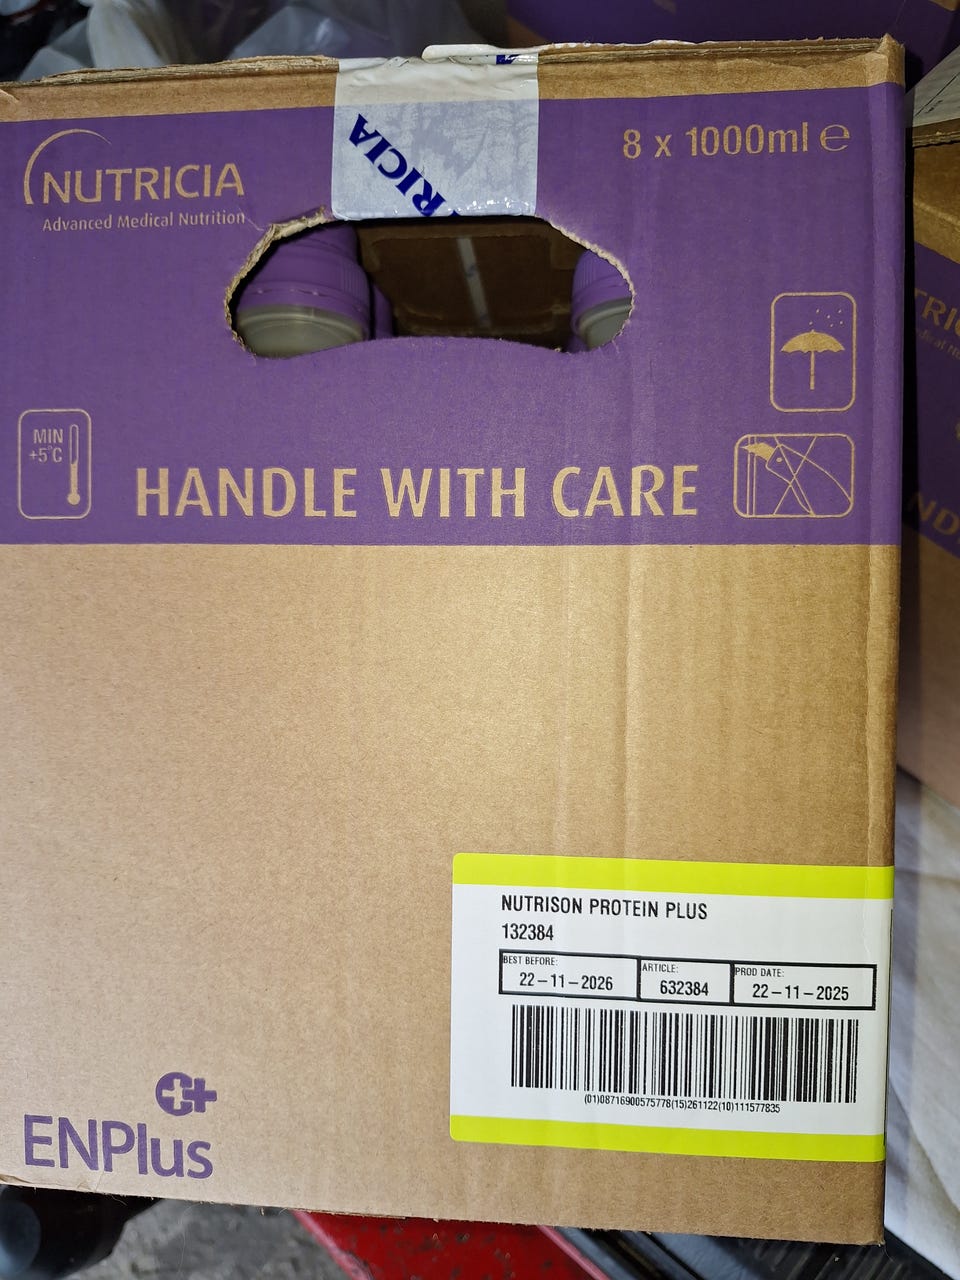 NUTRICIA
Advanced Medical Nutrition
RICIA
8 x 1000ml e
MIN
+5°C
HANDLE WITH CARE
NUTRISON PROTEIN PLUS
132384
BEST BEFORE:
22-11-2026
ARTICLE:
632384
PROD DATE:
22-11-2025
(01)08716900575778(15)261122(10)111577835
ENPlus